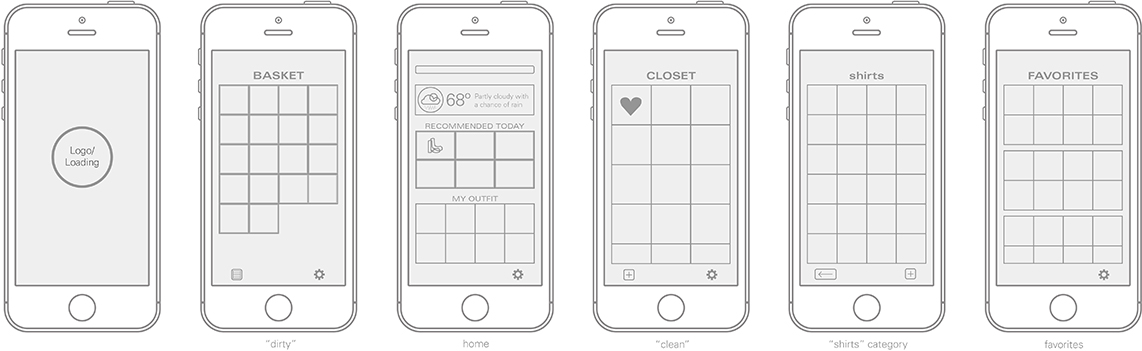 Logo/
Loading
BASKET
"dirty"
68°
Partly cloudy with
a chance of rain
RECOMMENDED TODAY
MY OUTFIT
home
CLOSET
"clean"
shirts
"shirts" category
FAVORITES
favorites